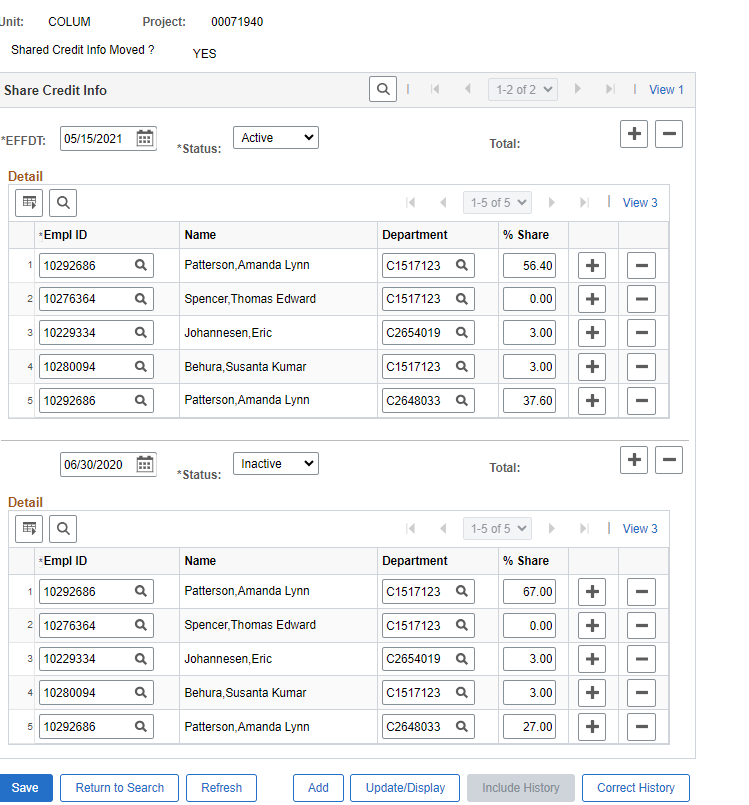 Unit: COLUM Project: 00071940
Shared Credit Info Moved ? YES
Share Credit Info 1-2 of 2 View 1
*EFFDT: 05/15/2021 *Status: Active Total:
Detail
1-5 of 5 View 3
*Empl ID Name Department % Share
1 10292686 Patterson,Amanda Lynn C1517123 56.40
2 10276364 Spencer,Thomas Edward C1517123 0.00
3 10229334 Johannesen,Eric C2654019 3.00
4 10280094 Behura,Susanta Kumar C1517123 3.00
5 10292686 Patterson,Amanda Lynn C2648033 37.60
06/30/2020 *Status: Inactive Total:
Detail
1-5 of 5 View 3
*Empl ID Name Department % Share
1 10292686 Patterson,Amanda Lynn C1517123 67.00
2 10276364 Spencer,Thomas Edward C1517123 0.00
3 10229334 Johannesen,Eric C2654019 3.00
4 10280094 Behura,Susanta Kumar C1517123 3.00
5 10292686 Patterson,Amanda Lynn C2648033 27.00
Save Return to Search Refresh Add Update/Display Include History Correct History